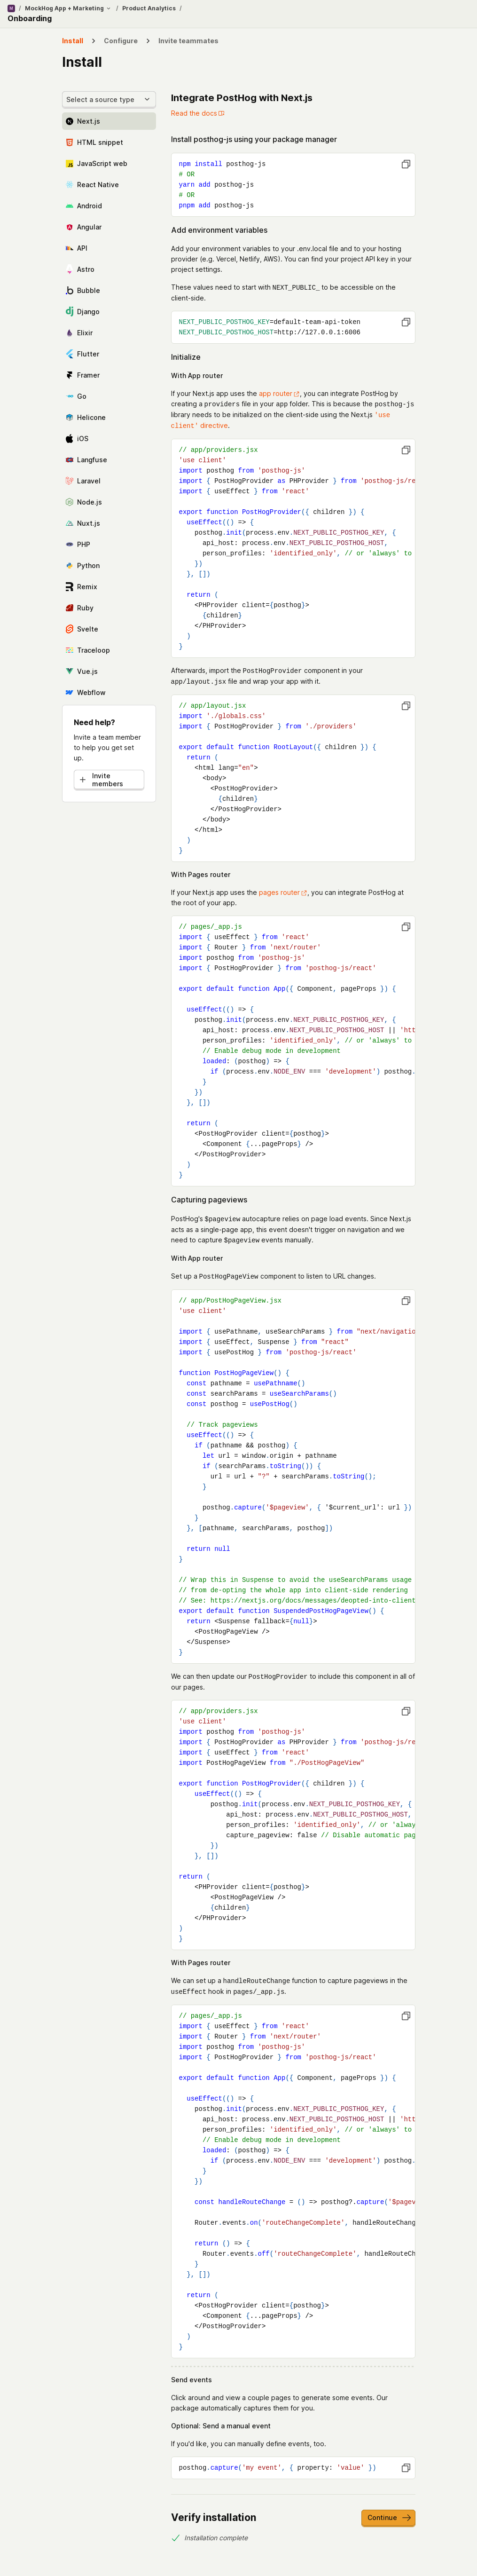 M / MockHog App + Marketing / Product Analytics /
Onboarding
Install > Configure > Invite teammates
Install
Select a source type
Next.js
HTML snippet
JavaScript web
React Native
Android
Angular
API
Astro
Bubble
Django
Elixir
Flutter
Framer
Go
Helicone
iOS
Langfuse
Laravel
Node.js
Nuxt.js
PHP
Python
Remix
Ruby
Svelte
Traceloop
Vue.js
Webflow
Need help?
Invite a team member
to help you get set
up.
Invite
members
Integrate PostHog with Next.js
Read the docs
Install posthog-js using your package manager
npm install posthog-js
# OR
yarn add posthog-js
# OR
pnpm add posthog-js
Add environment variables
Add your environment variables to your .env.local file and to your hosting
provider (e.g. Vercel, Netlify, AWS). You can find your project API key in your
project settings.
These values need to start with NEXT_PUBLIC_ to be accessible on the
client-side.
NEXT_PUBLIC_POSTHOG_KEY=default-team-api-token
NEXT_PUBLIC_POSTHOG_HOST=http://127.0.0.1:6006
Initialize
With App router
If your Next.js app uses the app router, you can integrate PostHog by
creating a providers file in your app folder. This is because the posthog-js
library needs to be initialized on the client-side using the Next.js 'use
client' directive.
// app/providers.jsx
'use client'
import posthog from 'posthog-js'
import { PostHogProvider as PHProvider } from 'posthog-js/re
import { useEffect } from 'react'
export function PostHogProvider({ children }) {
useEffect(() => {
posthog.init(process.env.NEXT_PUBLIC_POSTHOG_KEY, {
api_host: process.env.NEXT_PUBLIC_POSTHOG_HOST,
person_profiles: 'identified_only', // or 'always' to
})
}, [])
return (
<PHProvider client={posthog}>
{children}
</PHProvider>
)
}
Afterwards, import the PostHogProvider component in your
app/layout.jsx file and wrap your app with it.
// app/layout.jsx
import './globals.css'
import { PostHogProvider } from './providers'
export default function RootLayout({ children }) {
return (
<html lang="en">
<body>
<PostHogProvider>
{children}
</PostHogProvider>
</body>
</html>
)
}
With Pages router
If your Next.js app uses the pages router, you can integrate PostHog at
the root of your app.
// pages/_app.js
import { useEffect } from 'react'
import { Router } from 'next/router'
import posthog from 'posthog-js'
import { PostHogProvider } from 'posthog-js/react'
export default function App({ Component, pageProps }) {
useEffect(() => {
posthog.init(process.env.NEXT_PUBLIC_POSTHOG_KEY, {
api_host: process.env.NEXT_PUBLIC_POSTHOG_HOST || 'htt
person_profiles: 'identified_only', // or 'always' to
// Enable debug mode in development
loaded: (posthog) => {
if (process.env.NODE_ENV === 'development') posthog.
}
})
}, [])
return (
<PostHogProvider client={posthog}>
<Component {...pageProps} />
</PostHogProvider>
)
}
Capturing pageviews
PostHog's $pageview autocapture relies on page load events. Since Next.js
acts as a single-page app, this event doesn't trigger on navigation and we
need to capture $pageview events manually.
With App router
Set up a PostHogPageView component to listen to URL changes.
// app/PostHogPageView.jsx
'use client'
import { usePathname, useSearchParams } from "next/navigatio
import { useEffect, Suspense } from "react"
import { usePostHog } from 'posthog-js/react'
function PostHogPageView() {
const pathname = usePathname()
const searchParams = useSearchParams()
const posthog = usePostHog()
// Track pageviews
useEffect(() => {
if (pathname && posthog) {
let url = window.origin + pathname
if (searchParams.toString()) {
url = url + "?" + searchParams.toString();
}
posthog.capture('$pageview', { '$current_url': url })
}
}, [pathname, searchParams, posthog])
return null
}
// Wrap this in Suspense to avoid the useSearchParams usage
// from de-opting the whole app into client-side rendering
// See: https://nextjs.org/docs/messages/deopted-into-client
export default function SuspendedPostHogPageView() {
return <Suspense fallback={null}>
<PostHogPageView />
</Suspense>
}
We can then update our PostHogProvider to include this component in all of
our pages.
// app/providers.jsx
'use client'
import posthog from 'posthog-js'
import { PostHogProvider as PHProvider } from 'posthog-js/re
import { useEffect } from 'react'
import PostHogPageView from "./PostHogPageView"
export function PostHogProvider({ children }) {
useEffect(() => {
posthog.init(process.env.NEXT_PUBLIC_POSTHOG_KEY, {
api_host: process.env.NEXT_PUBLIC_POSTHOG_HOST,
person_profiles: 'identified_only', // or 'alway
capture_pageview: false // Disable automatic pag
})
}, [])
return (
<PHProvider client={posthog}>
<PostHogPageView />
{children}
</PHProvider>
)
}
With Pages router
We can set up a handleRouteChange function to capture pageviews in the
useEffect hook in pages/_app.js.
// pages/_app.js
import { useEffect } from 'react'
import { Router } from 'next/router'
import posthog from 'posthog-js'
import { PostHogProvider } from 'posthog-js/react'
export default function App({ Component, pageProps }) {
useEffect(() => {
posthog.init(process.env.NEXT_PUBLIC_POSTHOG_KEY, {
api_host: process.env.NEXT_PUBLIC_POSTHOG_HOST || 'htt
person_profiles: 'identified_only', // or 'always' to
// Enable debug mode in development
loaded: (posthog) => {
if (process.env.NODE_ENV === 'development') posthog.
}
})
const handleRouteChange = () => posthog?.capture('$pagev
Router.events.on('routeChangeComplete', handleRouteChang
return () => {
Router.events.off('routeChangeComplete', handleRouteCh
}
}, [])
return (
<PostHogProvider client={posthog}>
<Component {...pageProps} />
</PostHogProvider>
)
}
Send events
Click around and view a couple pages to generate some events. Our
package automatically captures them for you.
Optional: Send a manual event
If you'd like, you can manually define events, too.
posthog.capture('my event', { property: 'value' })
Verify installation
Continue
Installation complete